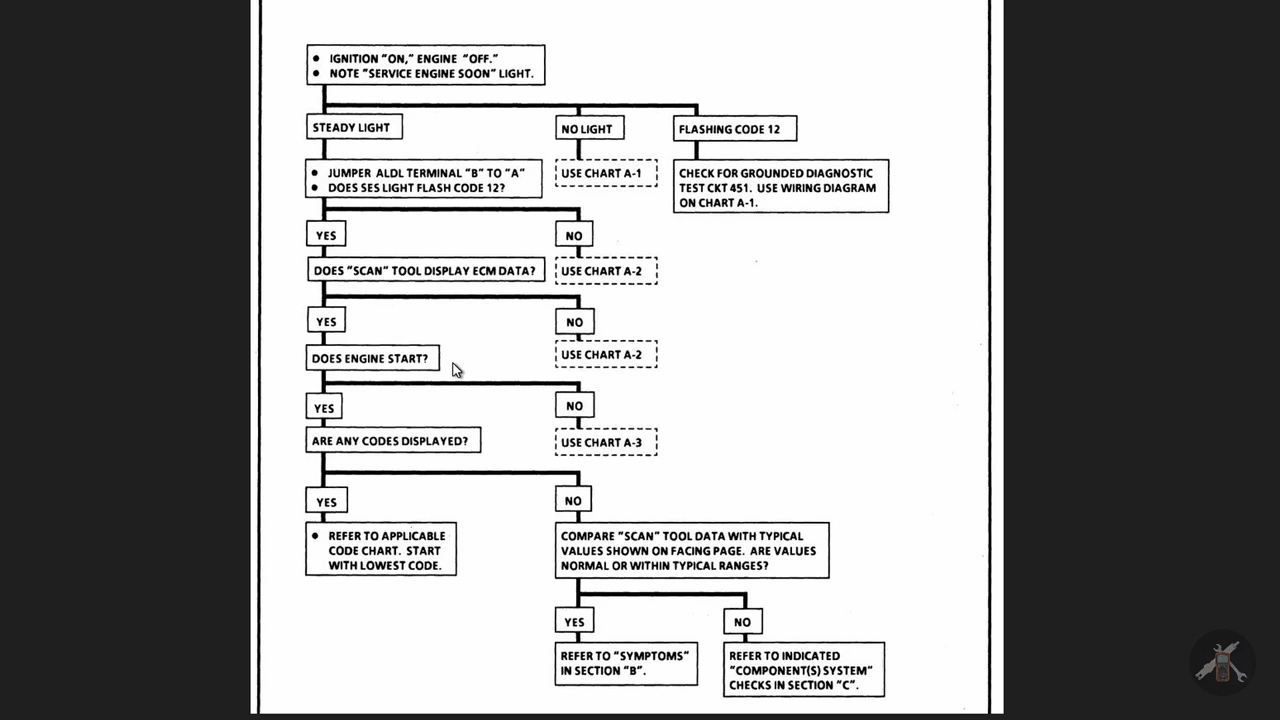 • IGNITION "ON," ENGINE "OFF."
• NOTE "SERVICE ENGINE SOON" LIGHT.
STEADY LIGHT
NO LIGHT
FLASHING CODE 12
• JUMPER ALDL TERMINAL "B" TO "A"
• DOES SES LIGHT FLASH CODE 12?
USE CHART A-1
CHECK FOR GROUNDED DIAGNOSTIC
TEST CKT 451. USE WIRING DIAGRAM
ON CHART A-1.
YES
NO
DOES "SCAN" TOOL DISPLAY ECM DATA?
USE CHART A-2
YES
NO
DOES ENGINE START?
USE CHART A-2
YES
NO
ARE ANY CODES DISPLAYED?
USE CHART A-3
YES
NO
• REFER TO APPLICABLE
CODE CHART. START
WITH LOWEST CODE.
COMPARE "SCAN" TOOL DATA WITH TYPICAL
VALUES SHOWN ON FACING PAGE. ARE VALUES
NORMAL OR WITHIN TYPICAL RANGES?
YES
NO
REFER TO "SYMPTOMS"
IN SECTION "B".
REFER TO INDICATED
"COMPONENT(S) SYSTEM"
CHECKS IN SECTION "C".